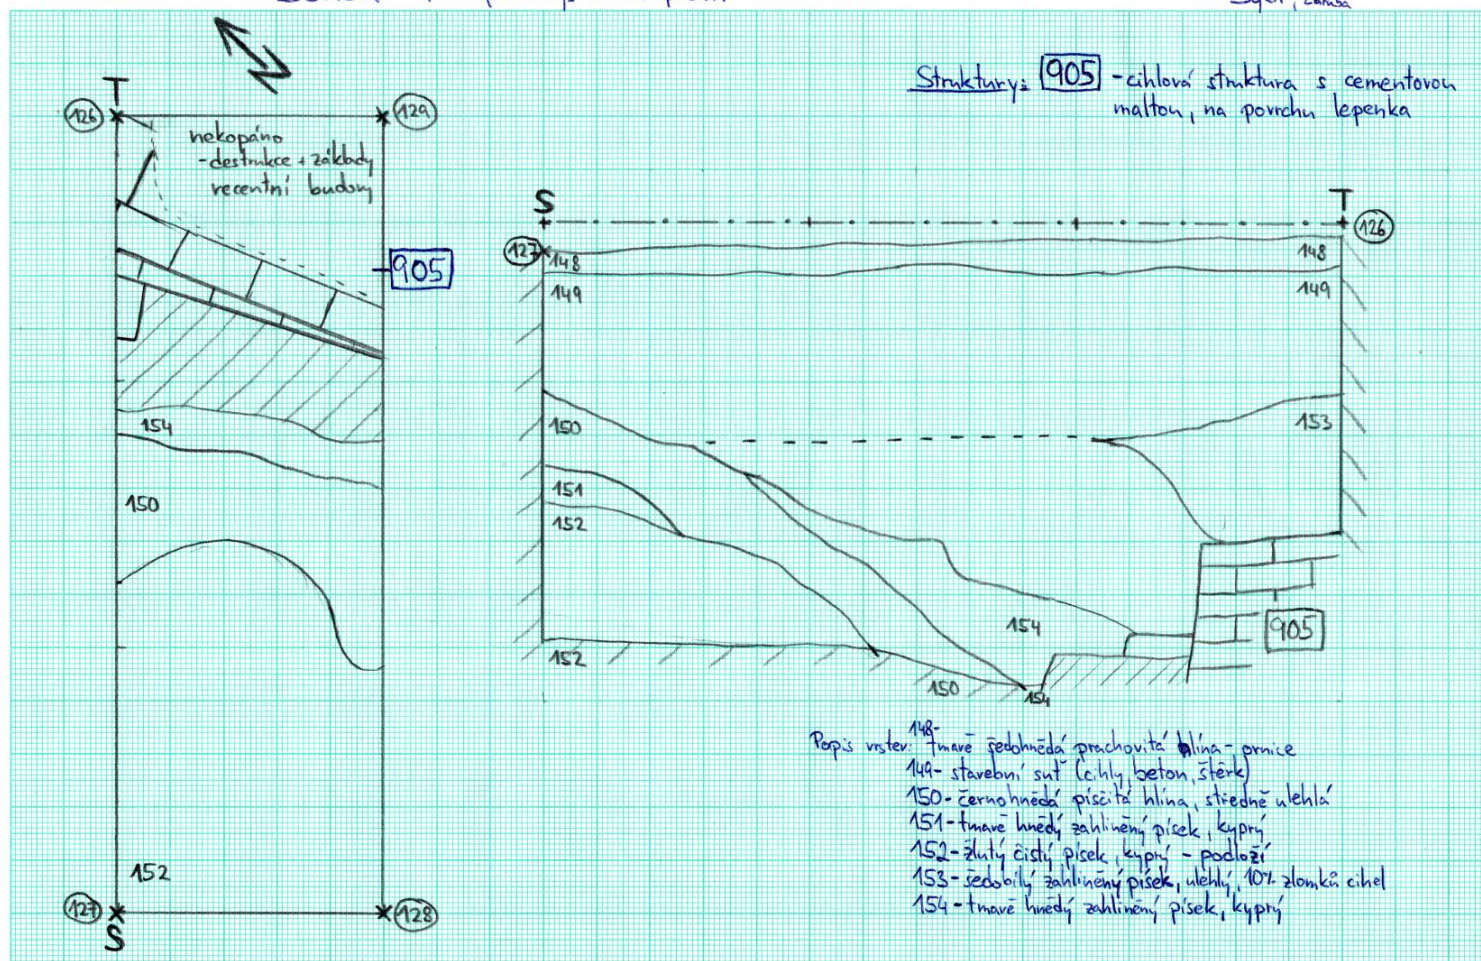 Struktury: 905 - cihlová struktura s cementovou
maltou, na povrchu lepenka
T
126
129
nekopáno
- destrukce + základy
recentní budovy
905
154
150
152
127
128
S
S
T
127
126
148
148
149
149
150
153
151
152
154
905
152
150
154
Popis vrstev: 148- tmavě šedohnědá prachovitá hlína - ornice
149- stavební suť (cihly, beton, štěrk)
150- černohnědá písčitá hlína, středně ulehlá
151- tmavě hnědý zahliněný písek, kyprý
152- žlutý čistý písek, kyprý - podloží
153- šedobílý zahliněný písek, ulehlý, 10% zlomků cihel
154- tmavě hnědý zahliněný písek, kyprý